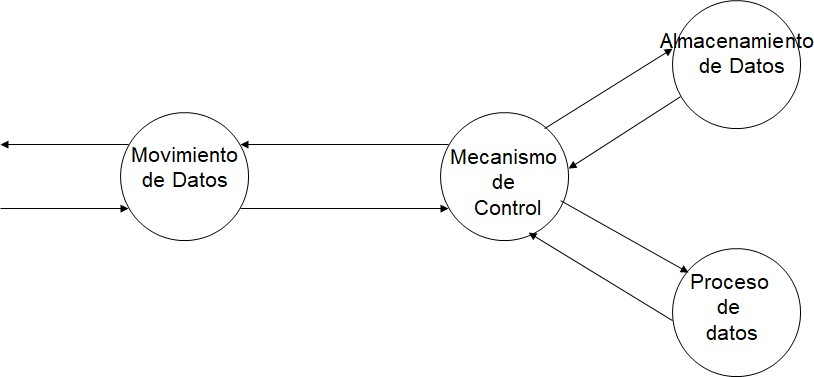 Almacenamiento
de Datos
Movimiento
de Datos
Mecanismo
de
Control
Proceso
de
datos